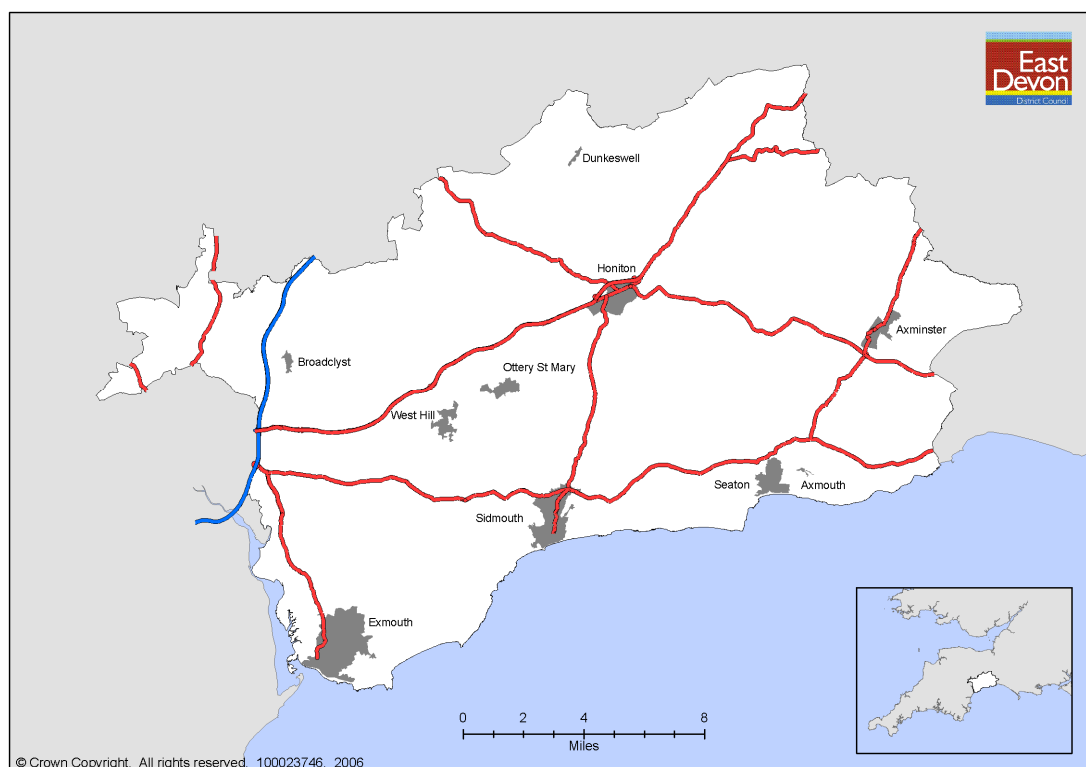 East
Devon
District Council
Dunkeswell
Honiton
Axminster
Broadclyst
Ottery St Mary
West Hill
Seaton
Axmouth
Sidmouth
Exmouth
0 2 4 8
Miles
© Crown Copyright. All rights reserved. 100023746. 2006